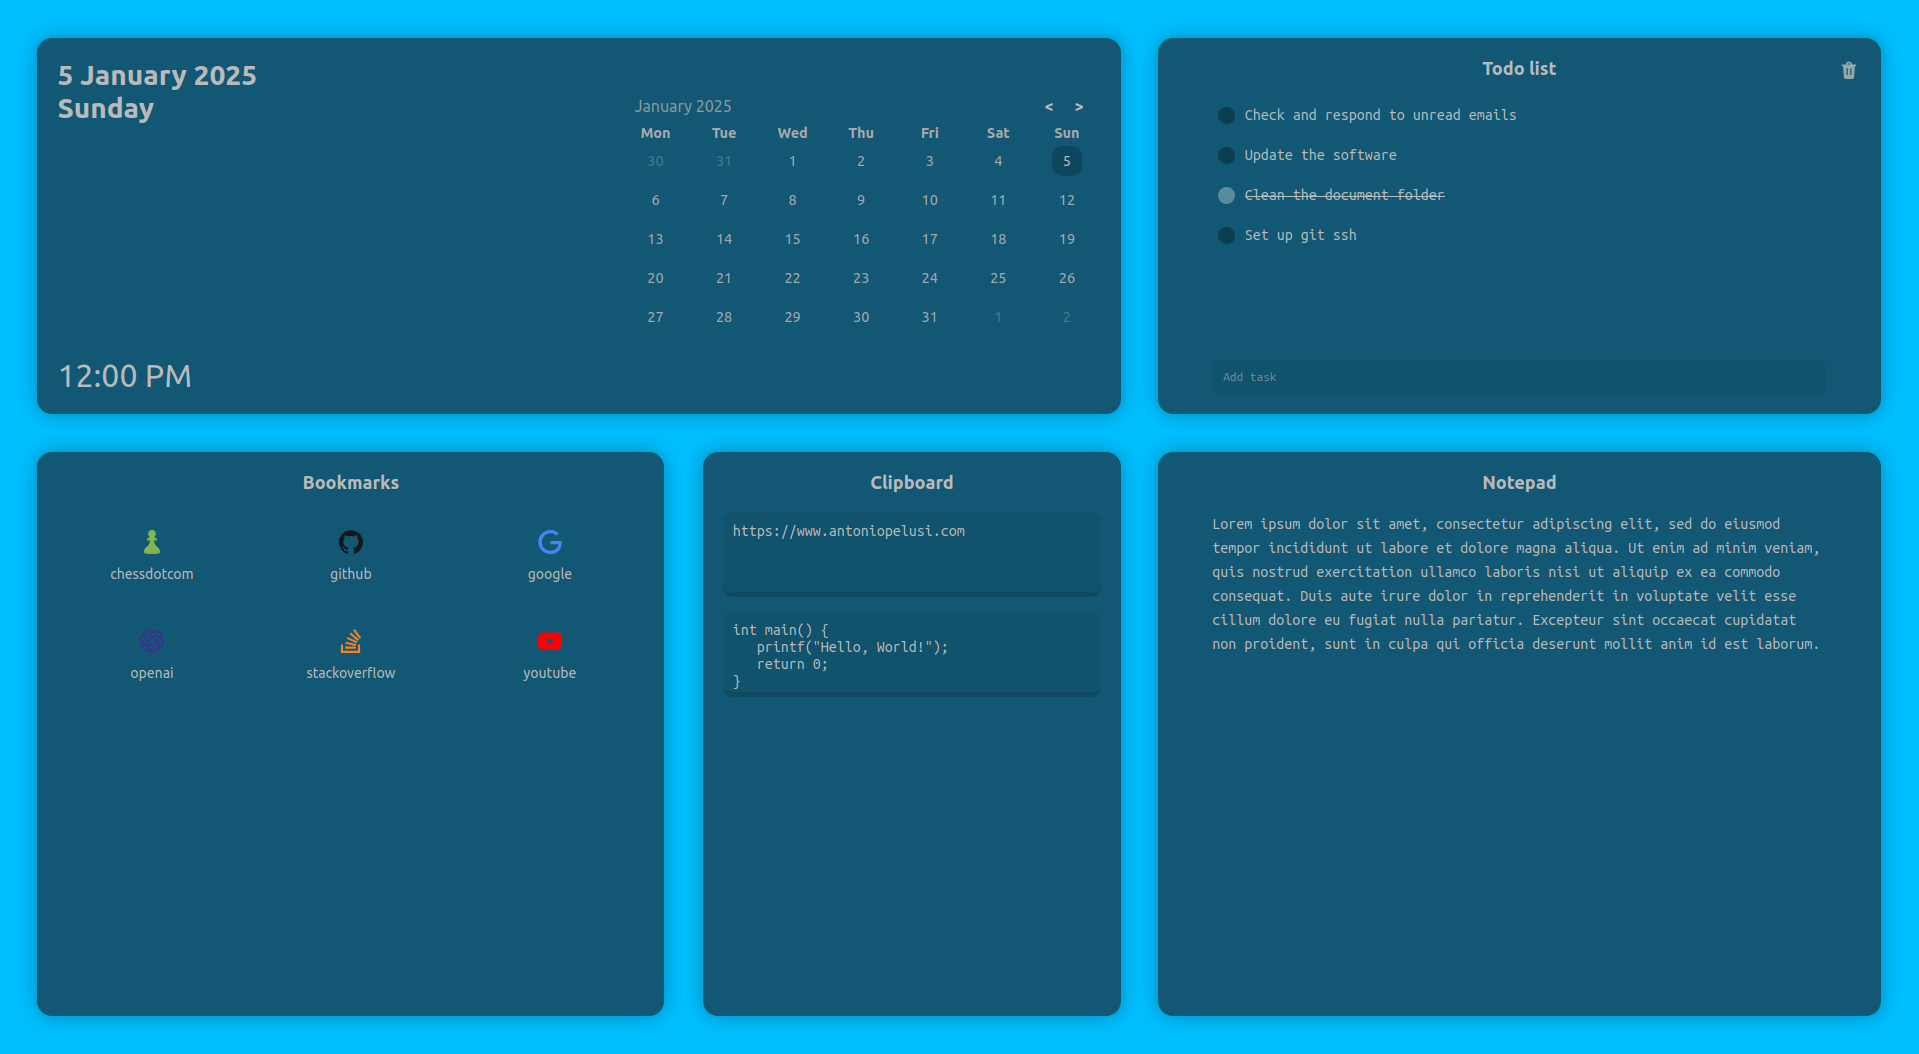 5 January 2025
Sunday
January 2025 < >
Mon Tue Wed Thu Fri Sat Sun
30 31 1 2 3 4 5
6 7 8 9 10 11 12
13 14 15 16 17 18 19
20 21 22 23 24 25 26
27 28 29 30 31 1 2
12:00 PM
Todo list
Check and respond to unread emails
Update the software
Clean the document folder
Set up git ssh
Add task
Bookmarks
chessdotcom github google
openai stackoverflow youtube
Clipboard
https://www.antoniopelusi.com
int main() {
   printf("Hello, World!");
   return 0;
}
Notepad
Lorem ipsum dolor sit amet, consectetur adipiscing elit, sed do eiusmod
tempor incididunt ut labore et dolore magna aliqua. Ut enim ad minim veniam,
quis nostrud exercitation ullamco laboris nisi ut aliquip ex ea commodo
consequat. Duis aute irure dolor in reprehenderit in voluptate velit esse
cillum dolore eu fugiat nulla pariatur. Excepteur sint occaecat cupidatat
non proident, sunt in culpa qui officia deserunt mollit anim id est laborum.